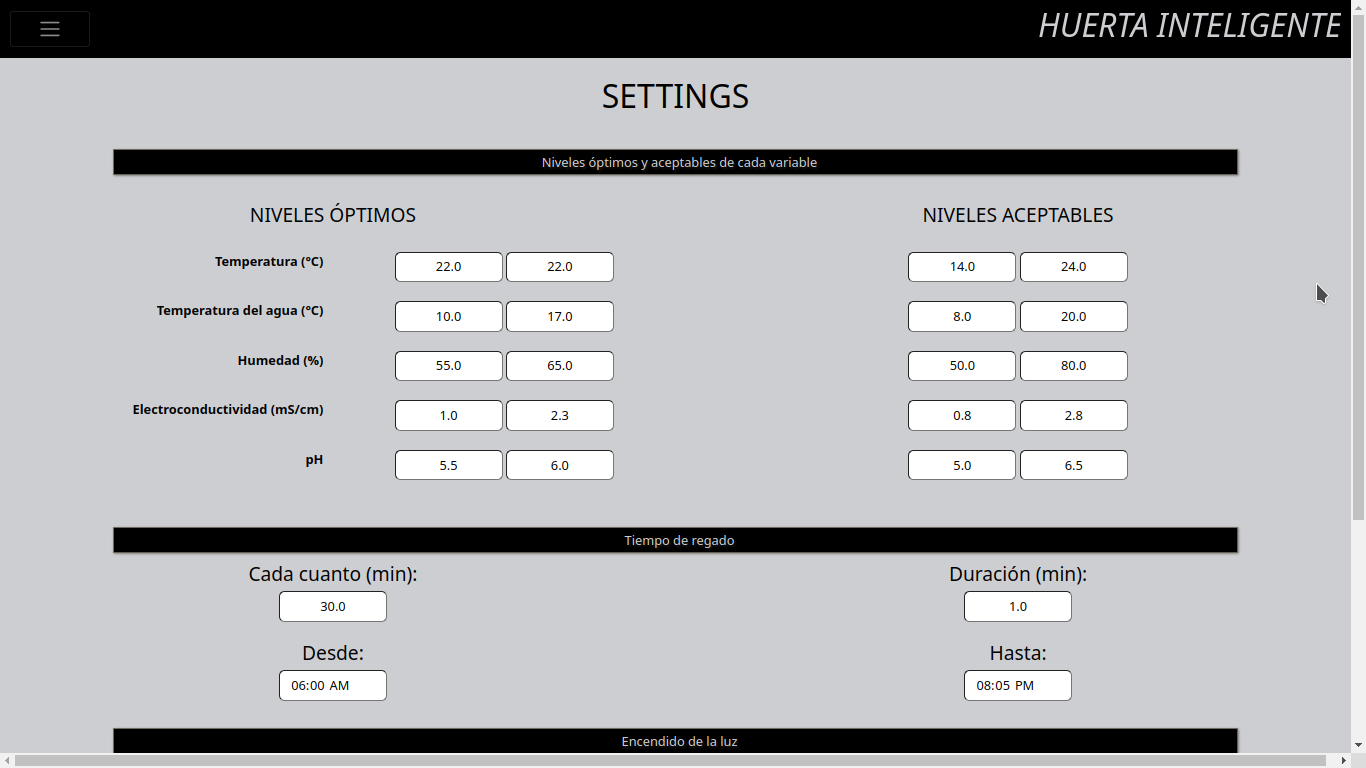 HUERTA INTELIGENTE
SETTINGS
Niveles óptimos y aceptables de cada variable
NIVELES ÓPTIMOS NIVELES ACEPTABLES
Temperatura (°C) 22.0 22.0 14.0 24.0
Temperatura del agua (°C) 10.0 17.0 8.0 20.0
Humedad (%) 55.0 65.0 50.0 80.0
Electroconductividad (mS/cm) 1.0 2.3 0.8 2.8
pH 5.5 6.0 5.0 6.5
Tiempo de regado
Cada cuanto (min): Duración (min):
30.0 1.0
Desde: Hasta:
06:00 AM 08:05 PM
Encendido de la luz